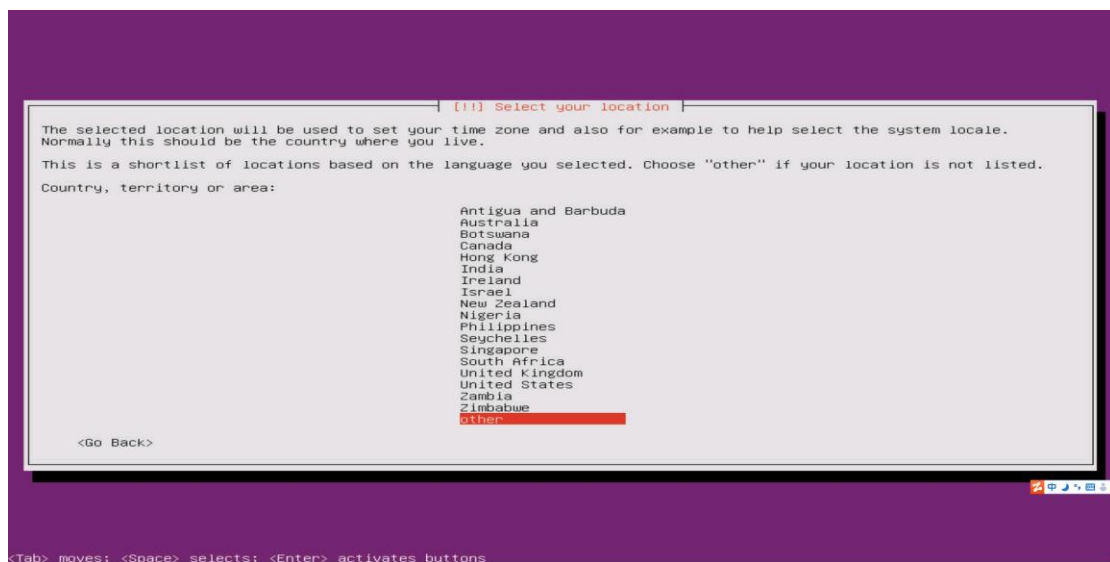 [!!] Select your location
The selected location will be used to set your time zone and also for example to help select the system locale.
Normally this should be the country where you live.
This is a shortlist of locations based on the language you selected. Choose "other" if your location is not listed.
Country, territory or area:
Antigua and Barbuda
Australia
Botswana
Canada
Hong Kong
India
Ireland
Israel
New Zealand
Nigeria
Philippines
Seychelles
Singapore
South Africa
United Kingdom
United States
Zambia
Zimbabwe
other
<Go Back>
中
<Tab> moves; <Space> selects; <Enter> activates buttons